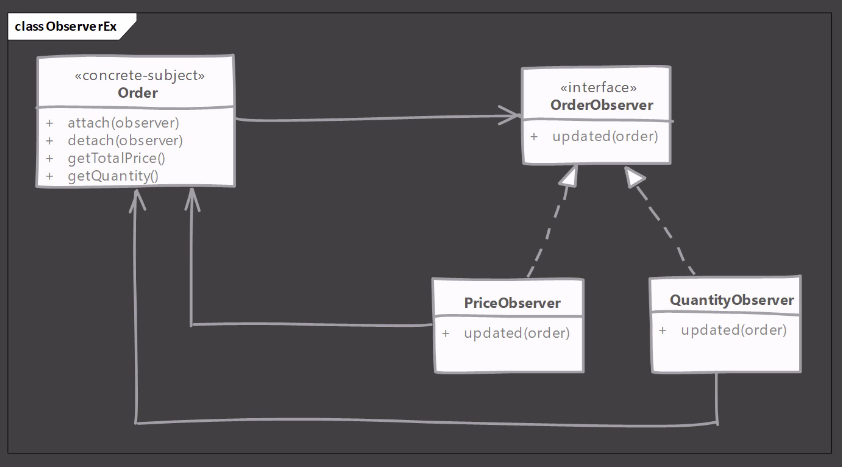 class ObserverEx
«concrete-subject»
Order
+ attach(observer)
+ detach(observer)
+ getTotalPrice()
+ getQuantity()
«interface»
OrderObserver
+ updated(order)
PriceObserver
+ updated(order)
QuantityObserver
+ updated(order)